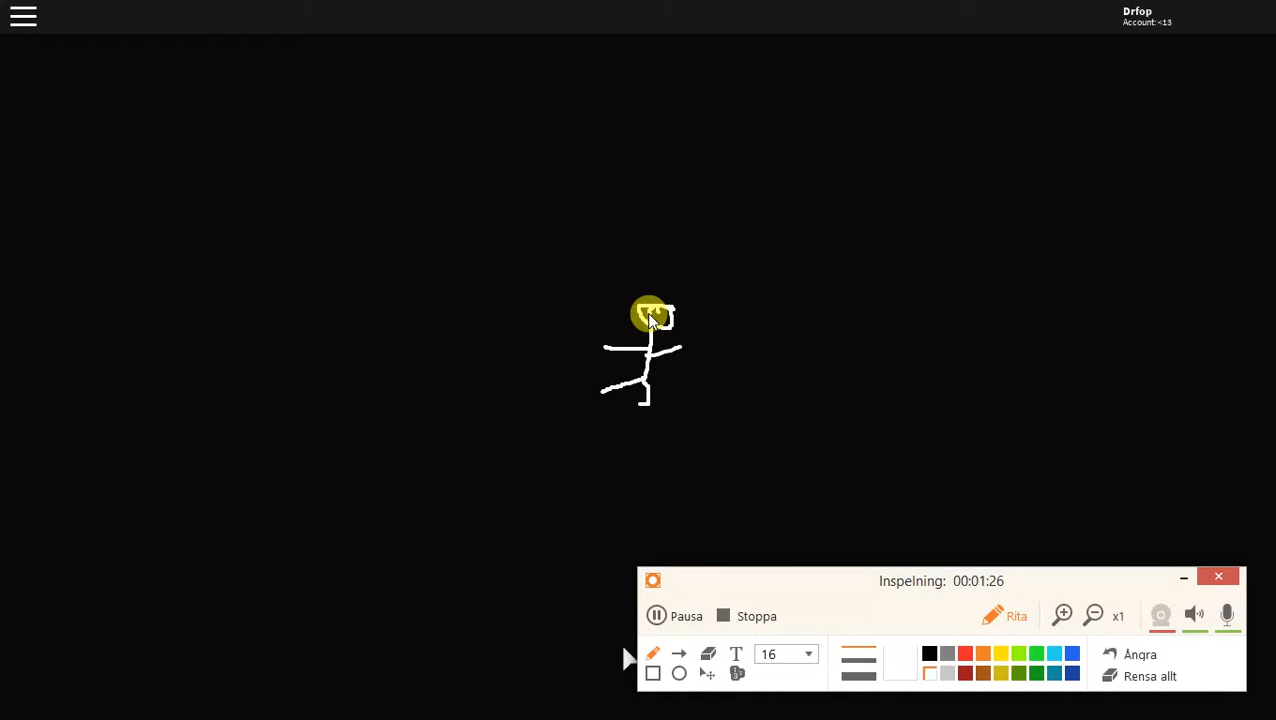 Drfop
Account: <13
Inspelning: 00:01:26
Pausa Stoppa Rita x1
16 Ångra
Rensa allt